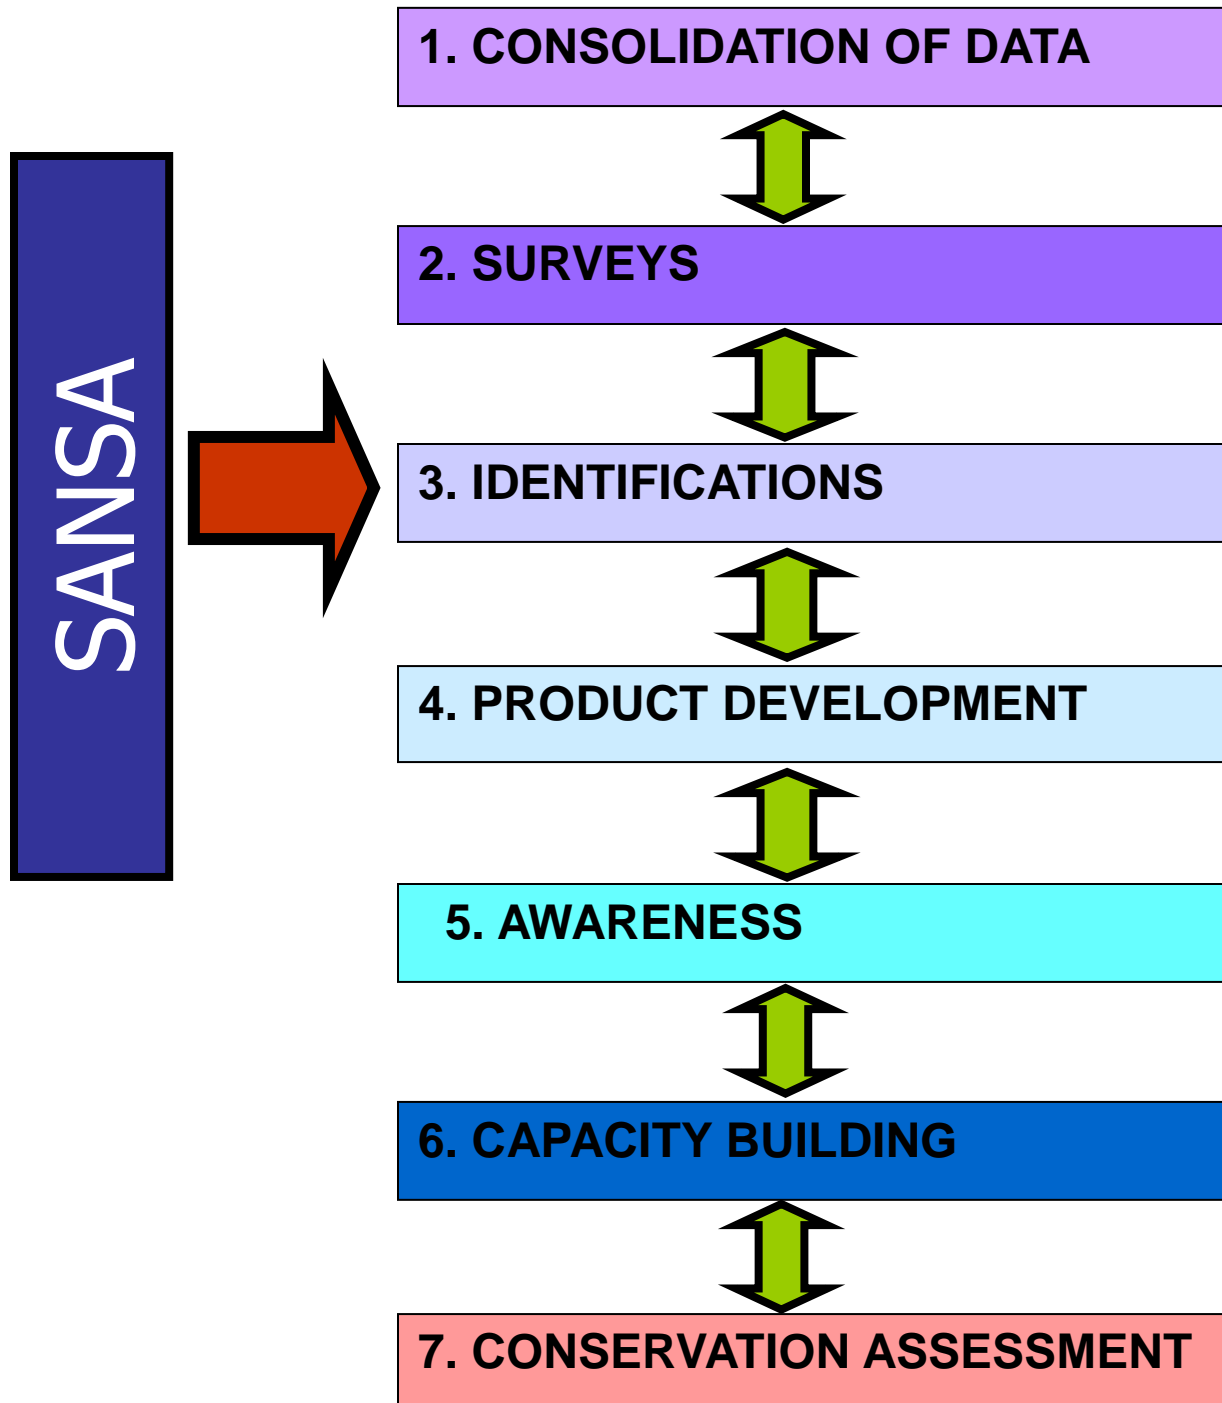 SANSA
1. CONSOLIDATION OF DATA
2. SURVEYS
3. IDENTIFICATIONS
4. PRODUCT DEVELOPMENT
5. AWARENESS
6. CAPACITY BUILDING
7. CONSERVATION ASSESSMENT